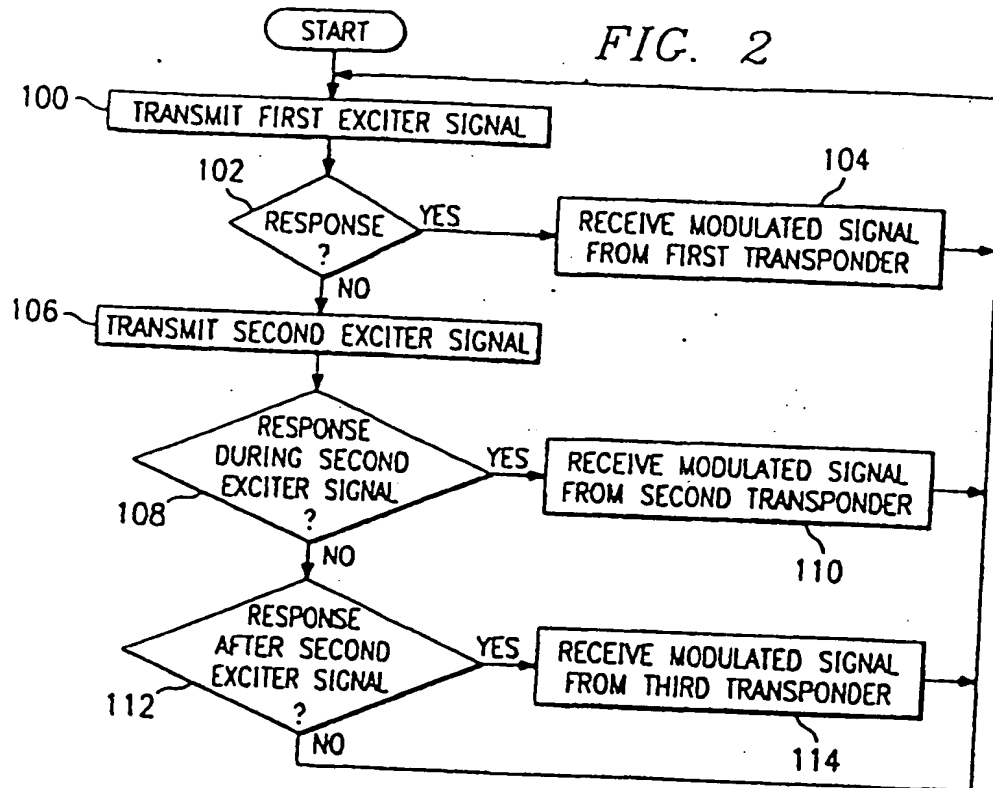 START
FIG. 2
100
TRANSMIT FIRST EXCITER SIGNAL
102
RESPONSE
?
YES
NO
104
RECEIVE MODULATED SIGNAL
FROM FIRST TRANSPONDER
106
TRANSMIT SECOND EXCITER SIGNAL
RESPONSE
DURING SECOND
EXCITER SIGNAL
?
108
YES
NO
RECEIVE MODULATED SIGNAL
FROM SECOND TRANSPONDER
110
RESPONSE
AFTER SECOND
EXCITER SIGNAL
?
112
YES
NO
RECEIVE MODULATED SIGNAL
FROM THIRD TRANSPONDER
114